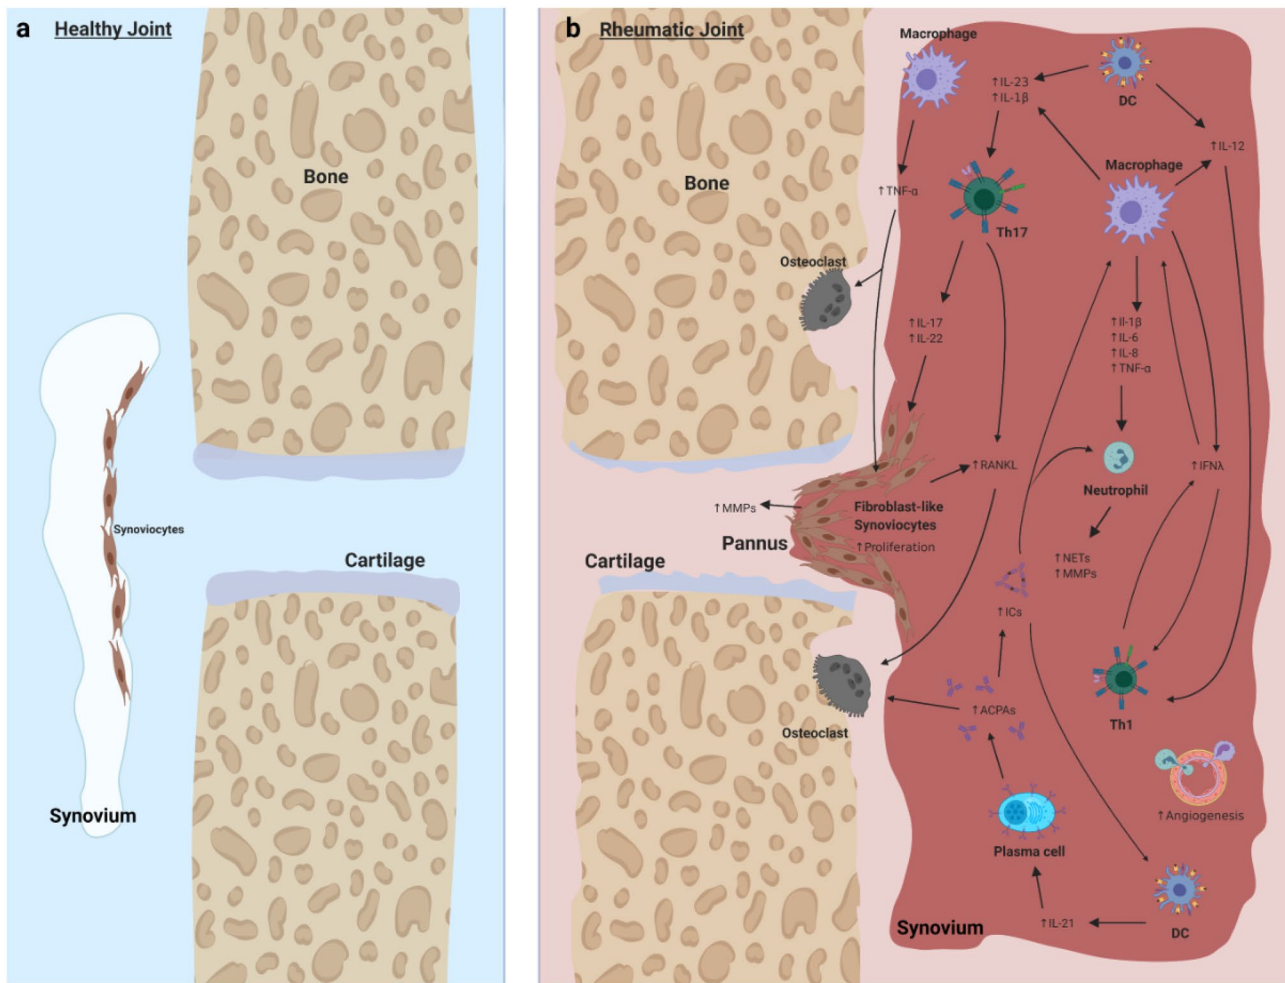 a Healthy Joint
Bone
Synoviocytes
Cartilage
Synovium
b Rheumatic Joint
Macrophage
DC
↑IL-23
↑IL-1β
↑IL-12
Macrophage
Bone
↑TNF-α
Th17
Osteoclast
↑IL-17
↑IL-22
↑Il-1β
↑IL-6
↑IL-8
↑TNF-α
↑RANKL
↑IFNλ
Neutrophil
↑MMPs
Fibroblast-like
Synoviocytes
Pannus
↑Proliferation
Cartilage
↑NETs
↑MMPs
↑ICs
↑ACPAs
Th1
Osteoclast
↑Angiogenesis
Plasma cell
↑IL-21
Synovium
DC